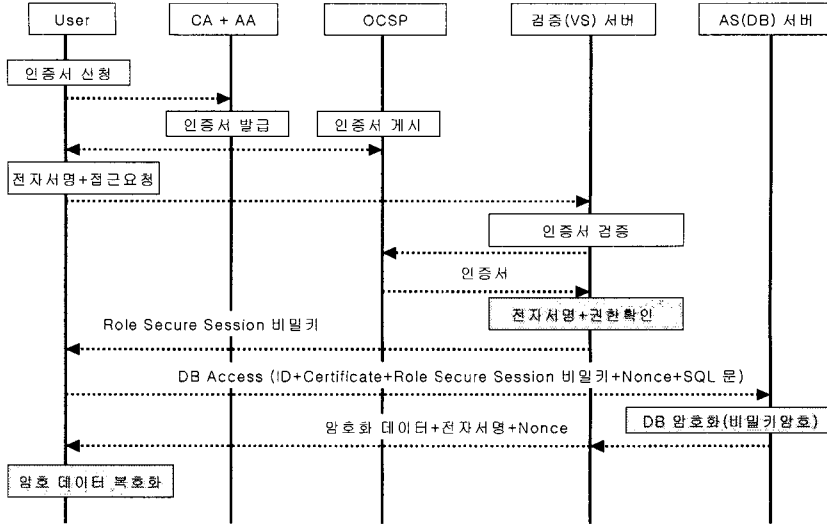 User
CA + AA
OCSP
검증(VS) 서버
AS(DB) 서버
인증서 신청
인증서 발급
인증서 게시
전자서명+접근요청
인증서 검증
인증서
전자서명+권한확인
Role Secure Session 비밀키
DB Access (ID+Certificate+Role Secure Session 비밀키+Nonce+SQL 문)
DB 암호화(비밀키암호)
암호화 데이터+전자서명+Nonce
암호 데이터 복호화